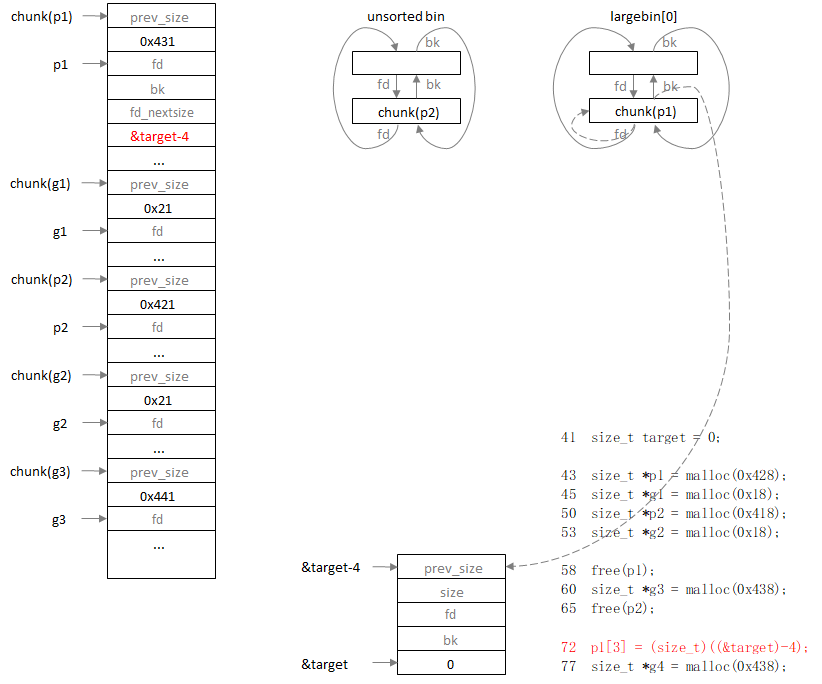 chunk(p1)
prev_size
0x431
p1
fd
bk
fd_nextsize
&target-4
...
chunk(g1)
prev_size
0x21
g1
fd
...
chunk(p2)
prev_size
0x421
p2
fd
...
chunk(g2)
prev_size
0x21
g2
fd
...
chunk(g3)
prev_size
0x441
g3
fd
...
unsorted bin
bk
fd
bk
chunk(p2)
fd
largebin[0]
bk
fd
bk
chunk(p1)
fd
&target-4
prev_size
size
fd
bk
&target
0
41 size_t target = 0;
43 size_t *p1 = malloc(0x428);
45 size_t *g1 = malloc(0x18);
50 size_t *p2 = malloc(0x418);
53 size_t *g2 = malloc(0x18);
58 free(p1);
60 size_t *g3 = malloc(0x438);
65 free(p2);
72 p1[3] = (size_t)((&target)-4);
77 size_t *g4 = malloc(0x438);